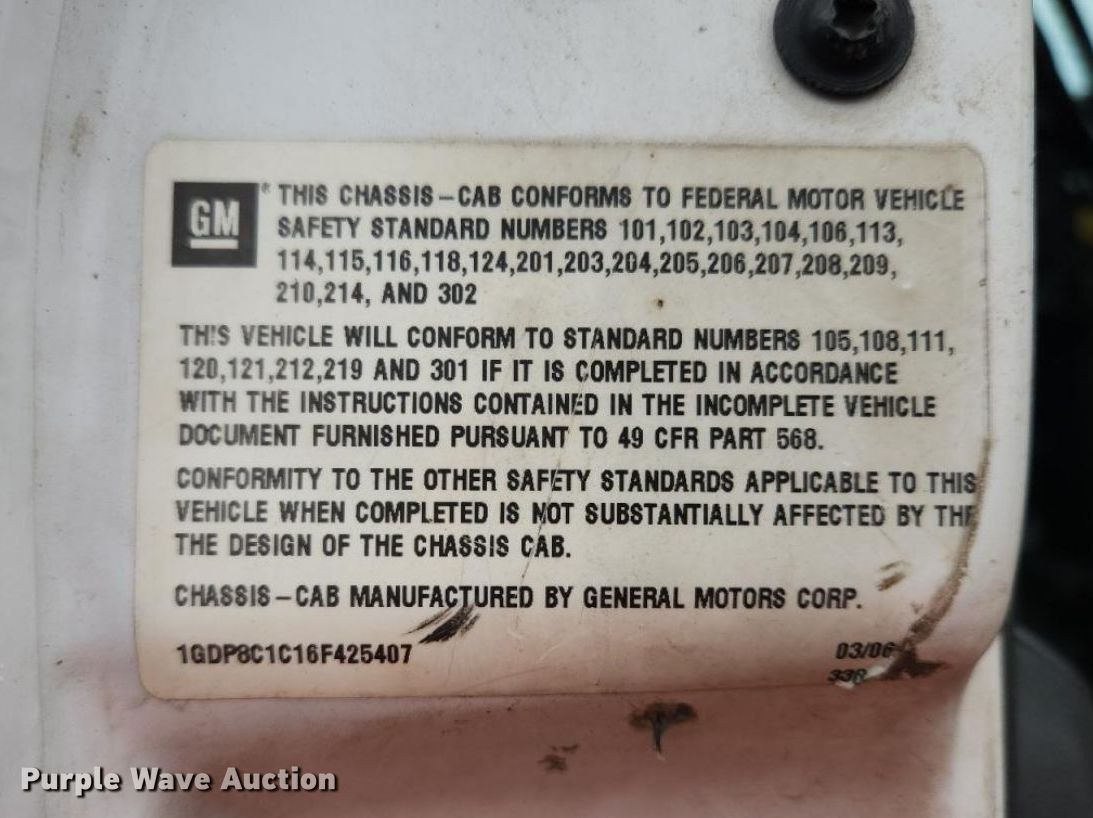 GM
® THIS CHASSIS-CAB CONFORMS TO FEDERAL MOTOR VEHICLE
SAFETY STANDARD NUMBERS 101,102,103,104,106,113,
114,115,116,118,124,201,203,204,205,206,207,208,209,
210,214, AND 302
THIS VEHICLE WILL CONFORM TO STANDARD NUMBERS 105,108,111,
120,121,212,219 AND 301 IF IT IS COMPLETED IN ACCORDANCE
WITH THE INSTRUCTIONS CONTAINED IN THE INCOMPLETE VEHICLE
DOCUMENT FURNISHED PURSUANT TO 49 CFR PART 568.
CONFORMITY TO THE OTHER SAFETY STANDARDS APPLICABLE TO THIS
VEHICLE WHEN COMPLETED IS NOT SUBSTANTIALLY AFFECTED BY THE
THE DESIGN OF THE CHASSIS CAB.
CHASSIS-CAB MANUFACTURED BY GENERAL MOTORS CORP.
1GDP8C1C16F425407
03/06
Purple Wave Auction